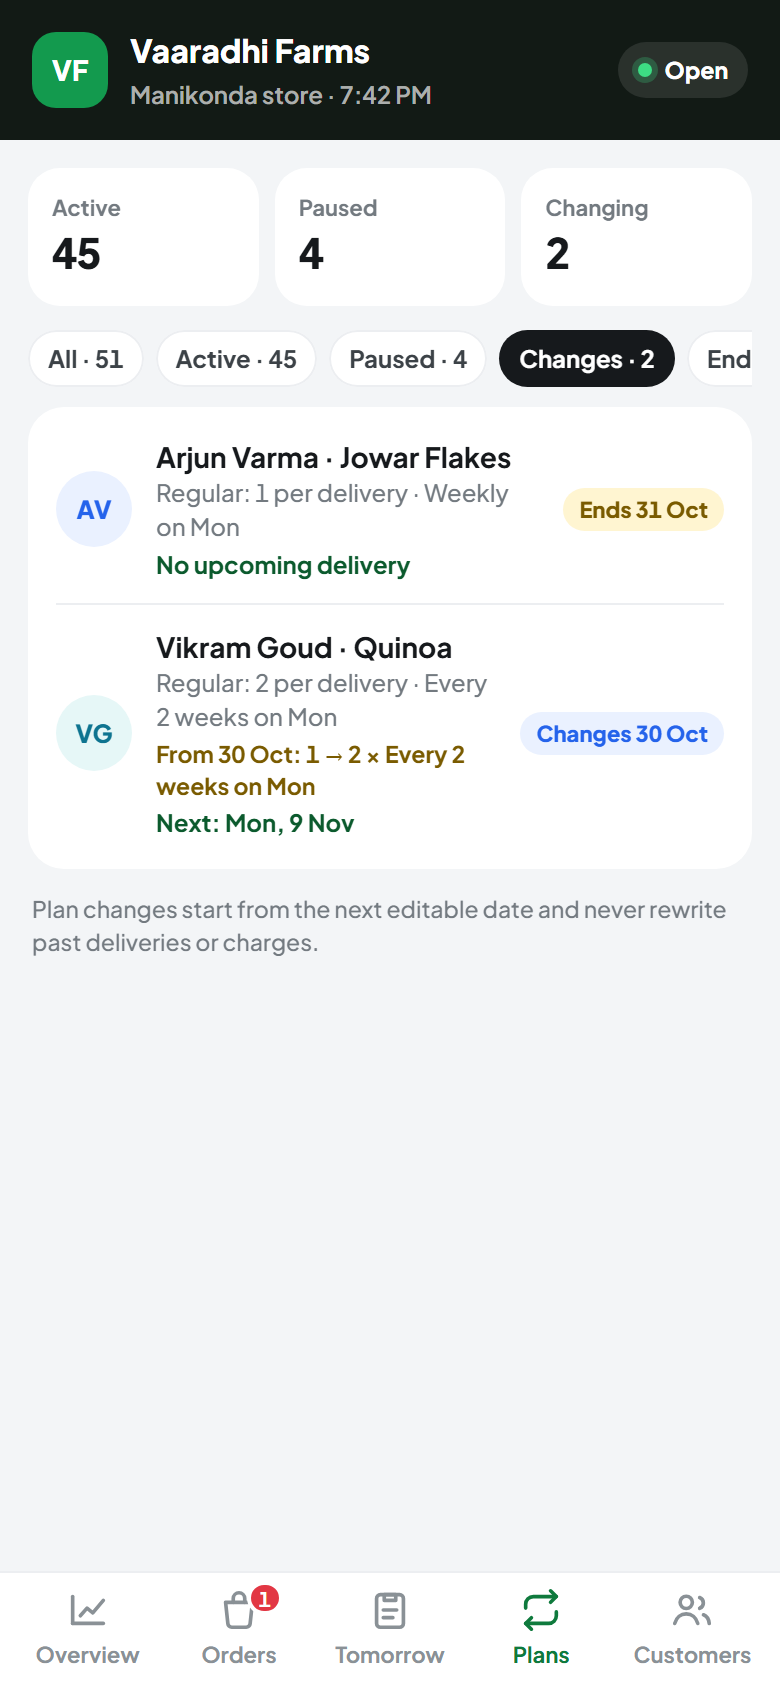 VF
Vaaradhi Farms
Manikonda store · 7:42 PM
Open
Active
45
Paused
4
Changing
2
All · 51
Active · 45
Paused · 4
Changes · 2
End
AV
Arjun Varma · Jowar Flakes
Regular: 1 per delivery · Weekly
on Mon
No upcoming delivery
Ends 31 Oct
VG
Vikram Goud · Quinoa
Regular: 2 per delivery · Every
2 weeks on Mon
From 30 Oct: 1 → 2 × Every 2
weeks on Mon
Next: Mon, 9 Nov
Changes 30 Oct
Plan changes start from the next editable date and never rewrite
past deliveries or charges.
1
Overview
Orders
Tomorrow
Plans
Customers